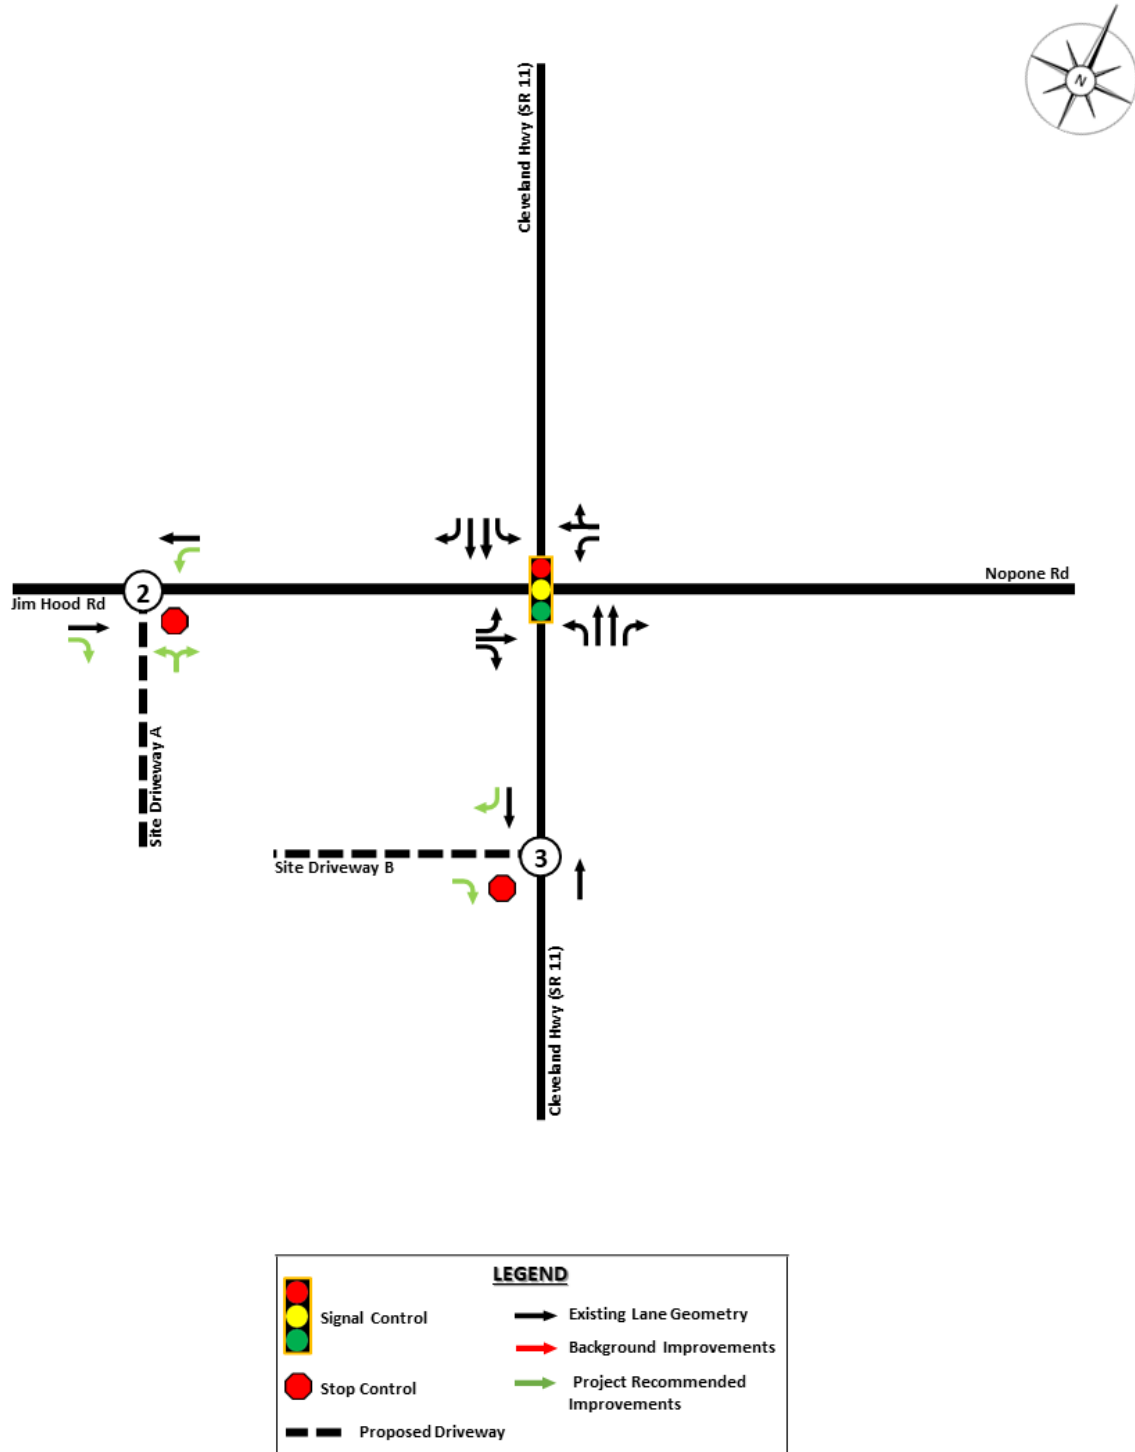 N
Cleveland Hwy (SR 11)
Nopone Rd
2
Jim Hood Rd
Site Driveway A
3
Site Driveway B
Cleveland Hwy (SR 11)
LEGEND
Signal Control
Existing Lane Geometry
Background Improvements
Stop Control
Project Recommended
Improvements
Proposed Driveway